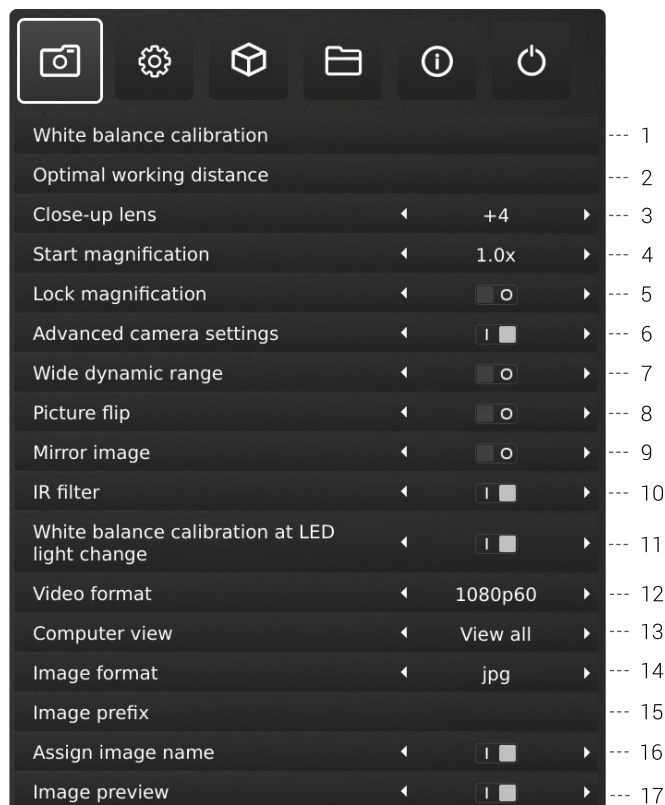 White balance calibration --- 1
Optimal working distance --- 2
Close-up lens +4 --- 3
Start magnification 1.0x --- 4
Lock magnification O --- 5
Advanced camera settings I --- 6
Wide dynamic range O --- 7
Picture flip O --- 8
Mirror image O --- 9
IR filter I --- 10
White balance calibration at LED
light change I --- 11
Video format 1080p60 --- 12
Computer view View all --- 13
Image format jpg --- 14
Image prefix --- 15
Assign image name I --- 16
Image preview I --- 17